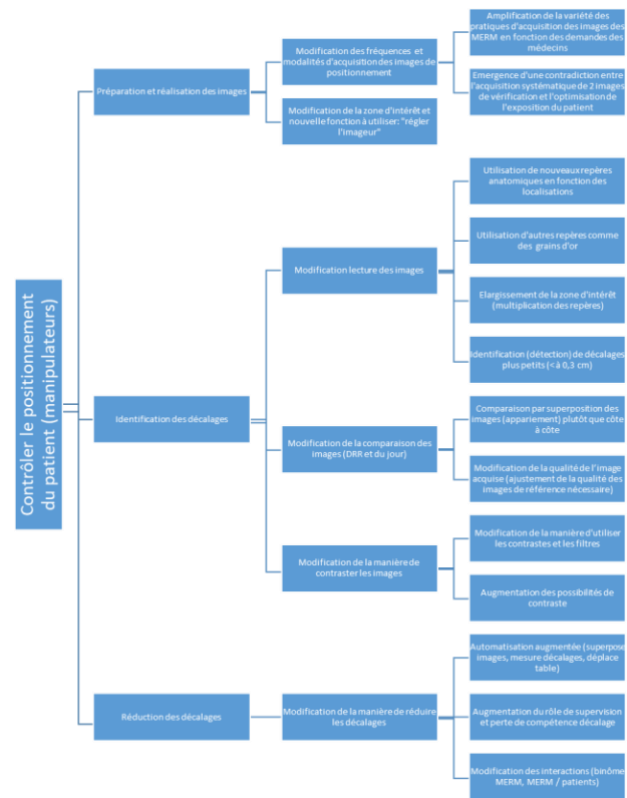 Contrôler le positionnement
du patient (manipulateurs)
Préparation et réalisation des images
Modification des fréquences et
modalités d'acquisition des images de
positionnement
Amplification de la variété des
pratiques d'acquisition des images des
MERM en fonction des demandes des
médecins
Emergence d'une contradiction entre
l'acquisition systématique de 2 images
de vérification et l'optimisation de
l'exposition du patient
Modification de la zone d'intérêt et
nouvelle fonction à utiliser: "régler
l'imageur"
Identification des décalages
Modification lecture des images
Utilisation de nouveaux repères
anatomiques en fonction des
localisations
Utilisation d'autres repères comme
des grains d'or
Elargissement de la zone d'intérêt
(multiplication des repères)
Identification (détection) de décalages
plus petits (< à 0,3 cm)
Modification de la comparaison des
images (DRR et du jour)
Comparaison par superposition des
images (appariement) plutôt que côte
à côte
Modification de la qualité de l'image
acquise (ajustement de la qualité des
images de référence nécessaire)
Modification de la manière de
contraster les images
Modification de la manière d'utiliser
les contrastes et les filtres
Augmentation des possibilités de
contraste
Réduction des décalages
Modification de la manière de réduire
les décalages
Automatisation augmentée (superpose
images, mesure décalages, déplace
table)
Augmentation du rôle de supervision
et perte de compétence décalage
Modification des interactions (binôme
MERM, MERM / patients)